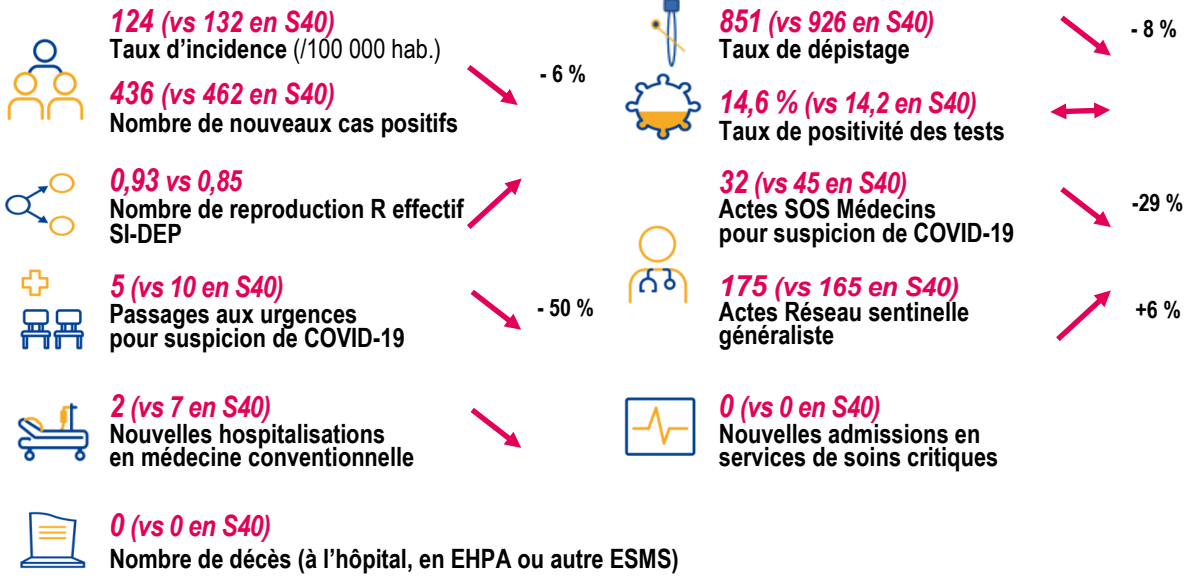 124 (vs 132 en S40)
Taux d’incidence (/100 000 hab.)
- 6 %
436 (vs 462 en S40)
Nombre de nouveaux cas positifs
0,93 vs 0,85
Nombre de reproduction R effectif
SI-DEP
5 (vs 10 en S40)
Passages aux urgences
pour suspicion de COVID-19
- 50 %
2 (vs 7 en S40)
Nouvelles hospitalisations
en médecine conventionnelle
0 (vs 0 en S40)
Nombre de décès (à l’hôpital, en EHPA ou autre ESMS)
851 (vs 926 en S40)
Taux de dépistage
- 8 %
14,6 % (vs 14,2 en S40)
Taux de positivité des tests
32 (vs 45 en S40)
Actes SOS Médecins
pour suspicion de COVID-19
-29 %
175 (vs 165 en S40)
Actes Réseau sentinelle
généraliste
+6 %
0 (vs 0 en S40)
Nouvelles admissions en
services de soins critiques